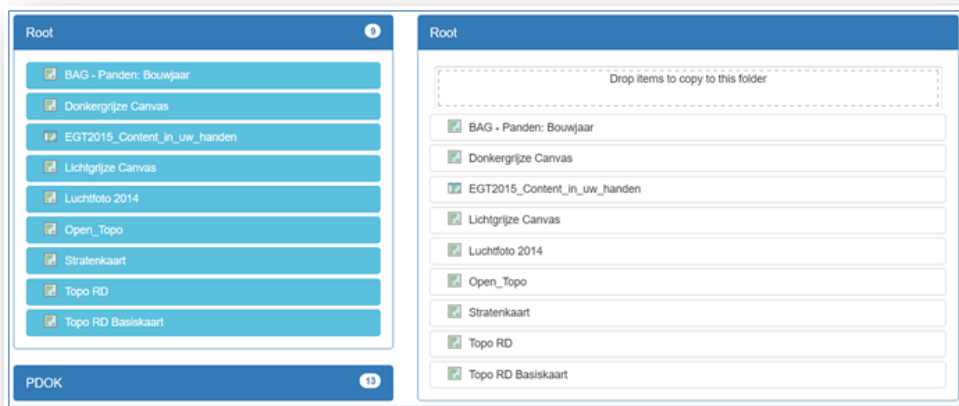 Root 9
BAG - Panden: Bouwjaar
Donkergrijze Canvas
EGT2015_Content_in_uw_handen
Lichtgrijze Canvas
Luchtfoto 2014
Open_Topo
Stratenkaart
Topo RD
Topo RD Basiskaart
PDOK 13
Root
Drop items to copy to this folder
BAG - Panden: Bouwjaar
Donkergrijze Canvas
EGT2015_Content_in_uw_handen
Lichtgrijze Canvas
Luchtfoto 2014
Open_Topo
Stratenkaart
Topo RD
Topo RD Basiskaart